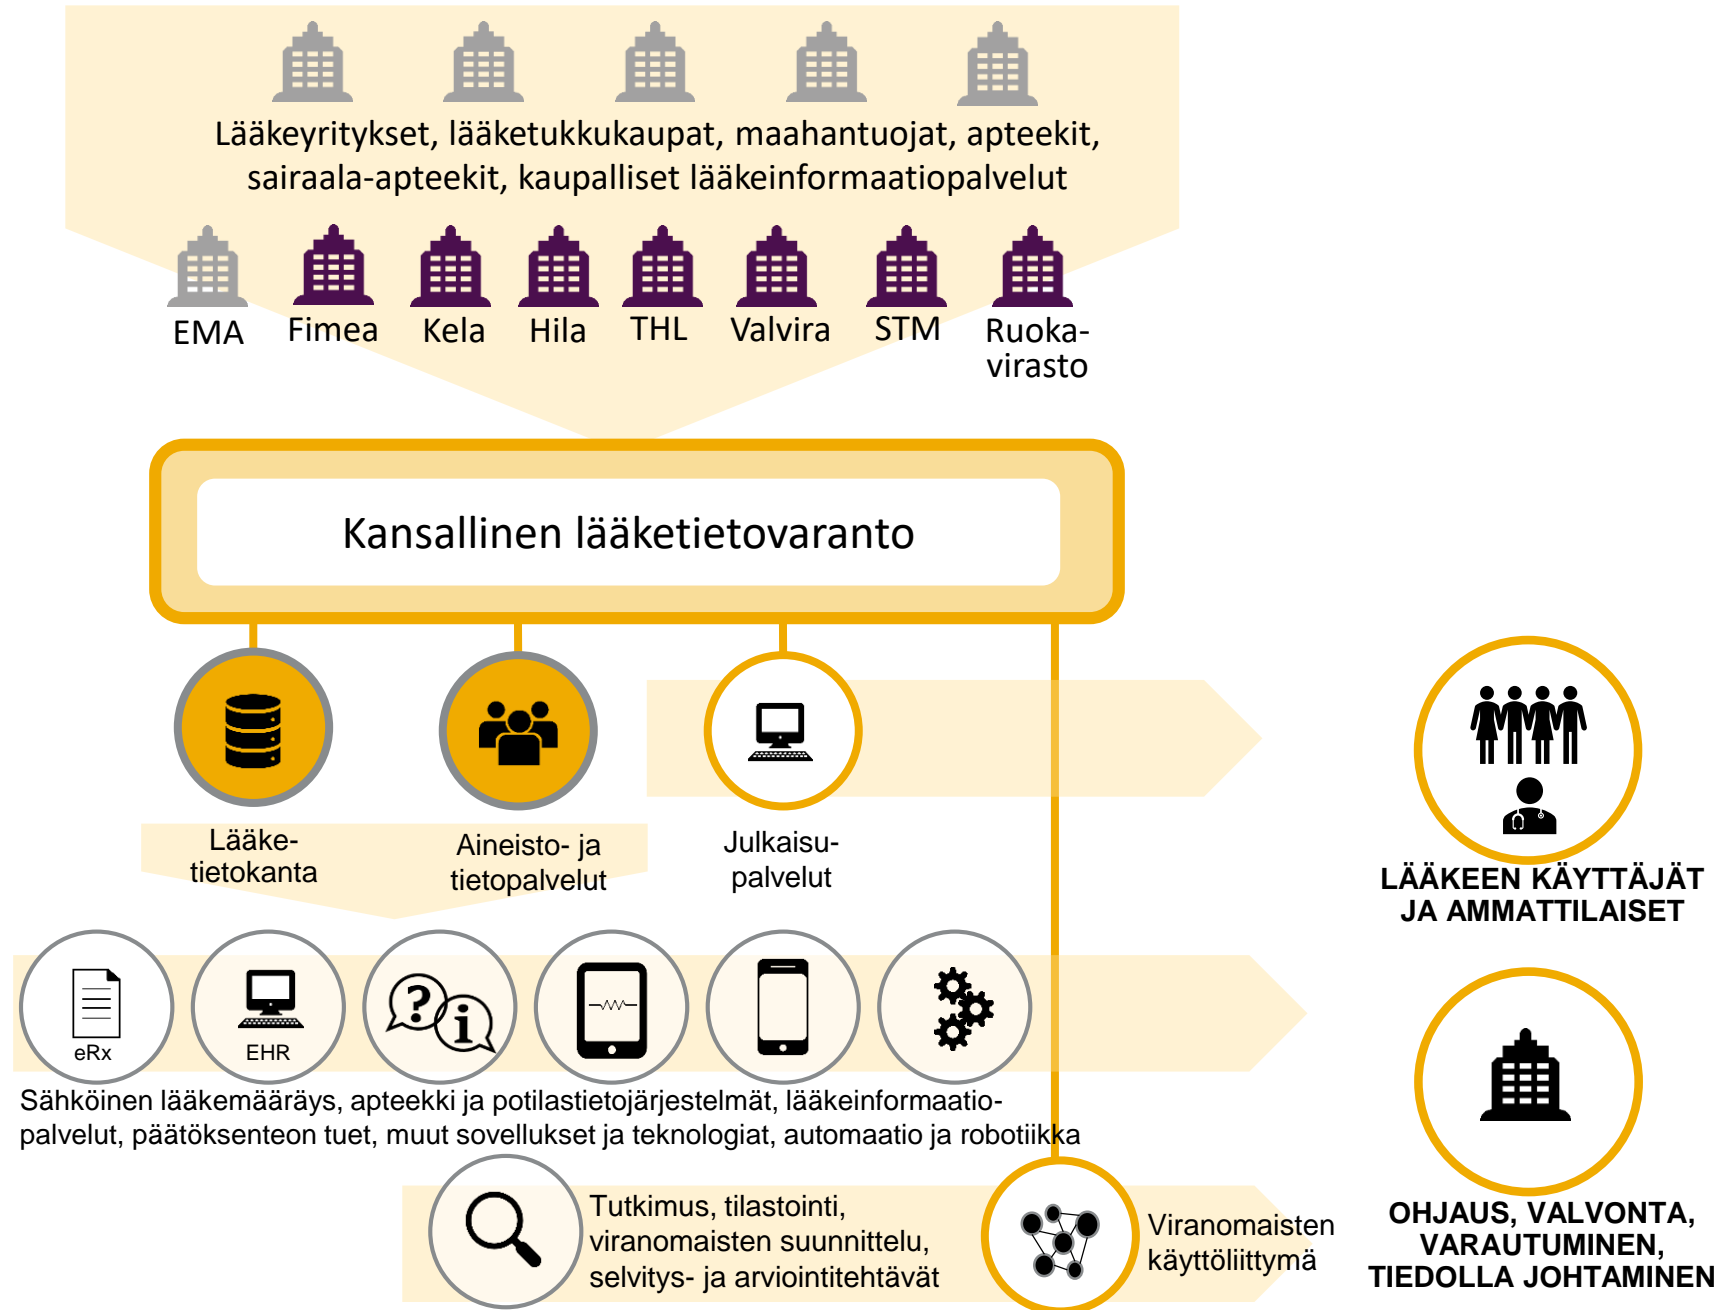 Lääkeyritykset, lääketukkukaupat, maahantuojat, apteekit,
sairaala-apteekit, kaupalliset lääkeinformaatiopalvelut
EMA
Fimea
Kela
Hila
THL
Valvira
STM
Ruoka-
virasto
Kansallinen lääketietovaranto
Lääke-
tietokanta
Aineisto- ja
tietopalvelut
Julkaisu-
palvelut
LÄÄKEEN KÄYTTÄJÄT
JA AMMATTILAISET
eRx
EHR
?
i
Sähköinen lääkemääräys, apteekki ja potilastietojärjestelmät, lääkeinformaatio-
palvelut, päätöksenteon tuet, muut sovellukset ja teknologiat, automaatio ja robotiikka
Tutkimus, tilastointi,
viranomaisten suunnittelu,
selvitys- ja arviointitehtävät
Viranomaisten
käyttöliittymä
OHJAUS, VALVONTA,
VARAUTUMINEN,
TIEDOLLA JOHTAMINEN